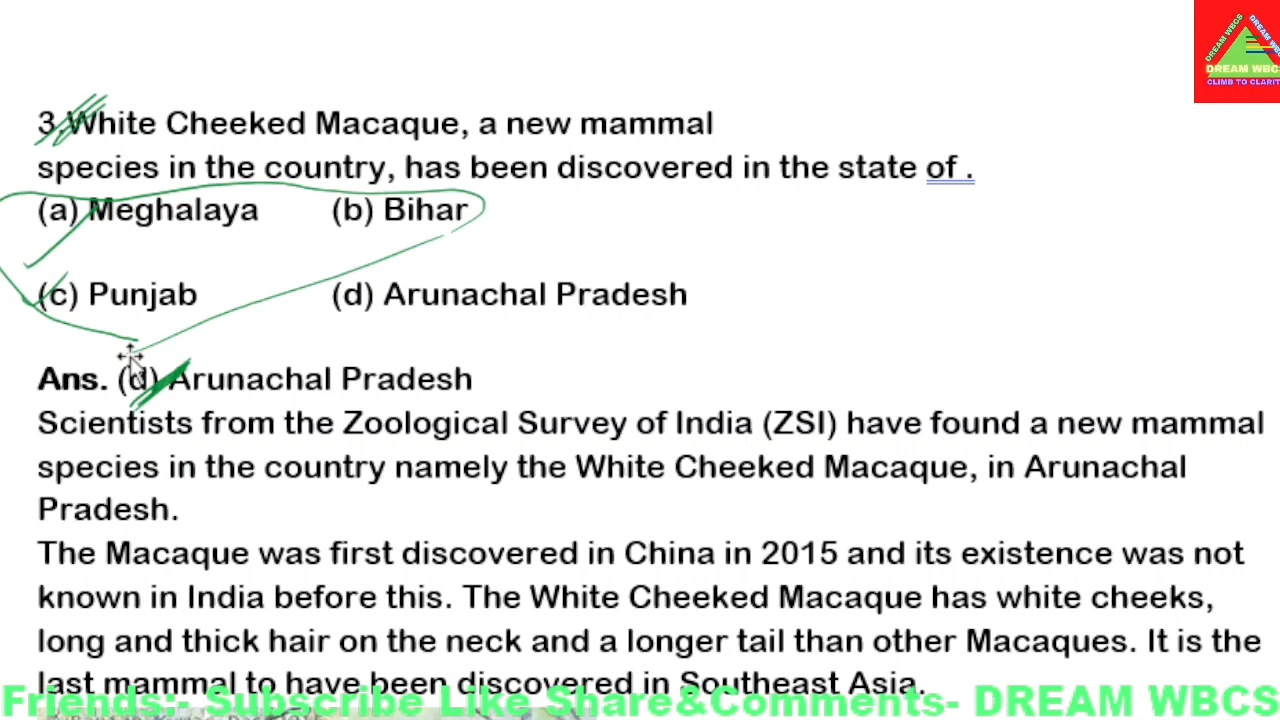 DREAM WBCS
DREAM WBCS
DREAM WBCS
CLIMB TO CLARIT
3.White Cheeked Macaque, a new mammal
species in the country, has been discovered in the state of .
(a) Meghalaya (b) Bihar
(c) Punjab (d) Arunachal Pradesh
Ans. (d) Arunachal Pradesh
Scientists from the Zoological Survey of India (ZSI) have found a new mammal
species in the country namely the White Cheeked Macaque, in Arunachal
Pradesh.
The Macaque was first discovered in China in 2015 and its existence was not
known in India before this. The White Cheeked Macaque has white cheeks,
long and thick hair on the neck and a longer tail than other Macaques. It is the
last mammal to have been discovered in Southeast Asia.
Friends:- Subscribe Like Share&Comments- DREAM WBCS